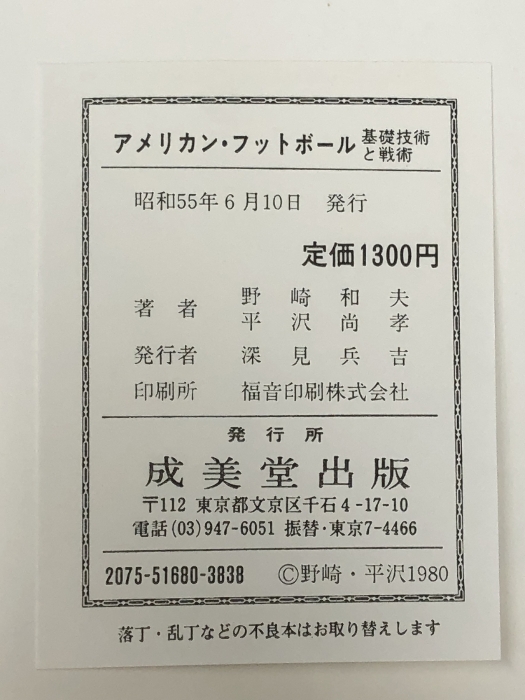 アメリカン・フットボール 基礎技術と戦術
昭和55年6月10日 発行
定価1300円
著者 野崎和夫
平沢尚孝
発行者 深見兵吉
印刷所 福音印刷株式会社
発行所
成美堂出版
〒112 東京都文京区千石4-17-10
電話(03)947-6051 振替・東京7-4466
2075-51680-3838 ©野崎・平沢1980
落丁・乱丁などの不良本はお取り替えします